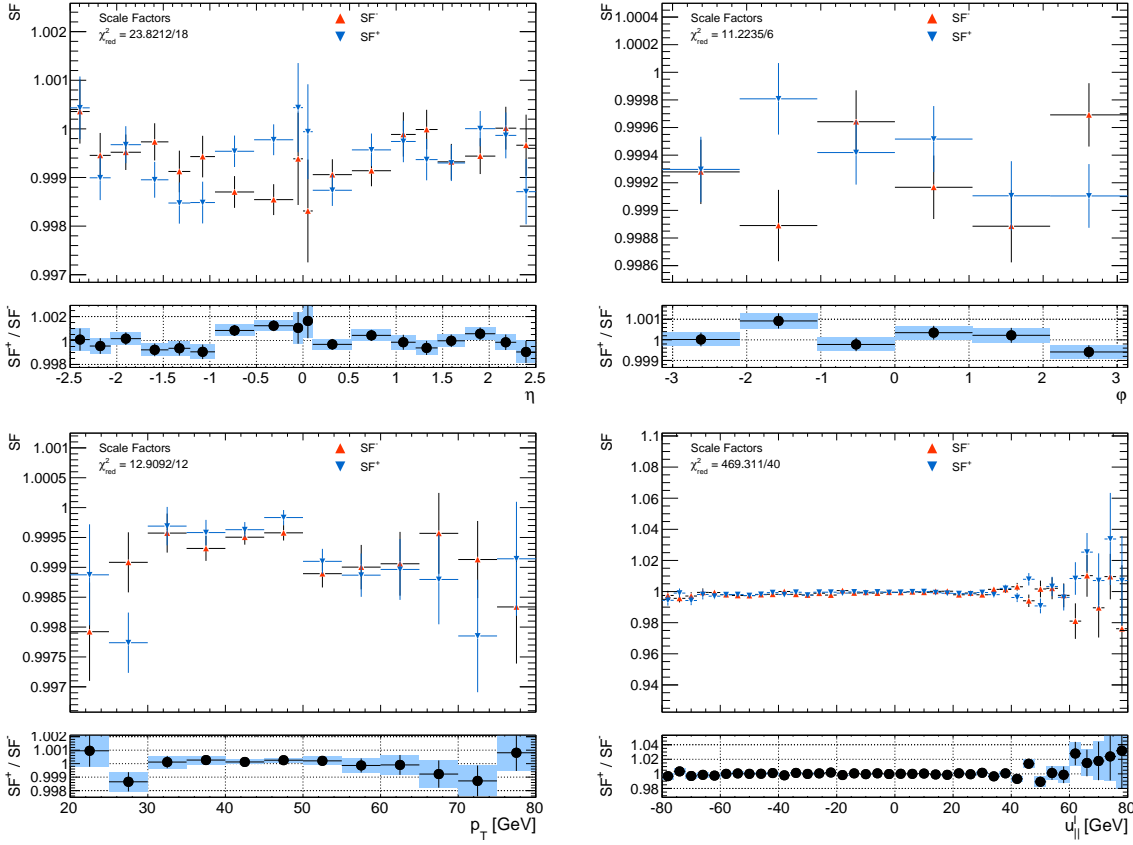 SF
1.002
1.001
1
0.999
0.998
0.997
Scale Factors
χ²red = 23.8212/18
SF⁻
SF⁺
SF⁺ / SF⁻
1.002
1
0.998
-2.5 -2 -1.5 -1 -0.5 0 0.5 1 1.5 2 2.5
η
SF
1.0004
1.0002
1
0.9998
0.9996
0.9994
0.9992
0.999
0.9988
0.9986
Scale Factors
χ²red = 11.2235/6
SF⁻
SF⁺
SF⁺ / SF⁻
1.001
1
0.999
-3 -2 -1 0 1 2 3
φ
SF
1.001
1.0005
1
0.9995
0.999
0.9985
0.998
0.9975
0.997
Scale Factors
χ²red = 12.9092/12
SF⁻
SF⁺
SF⁺ / SF⁻
1.002
1.001
1
0.999
0.998
20 30 40 50 60 70 80
p_T [GeV]
SF
1.1
1.08
1.06
1.04
1.02
1
0.98
0.96
0.94
Scale Factors
χ²red = 469.311/40
SF⁻
SF⁺
SF⁺ / SF⁻
1.04
1.02
1
0.98
-80 -60 -40 -20 0 20 40 60 80
u^l_|| [GeV]